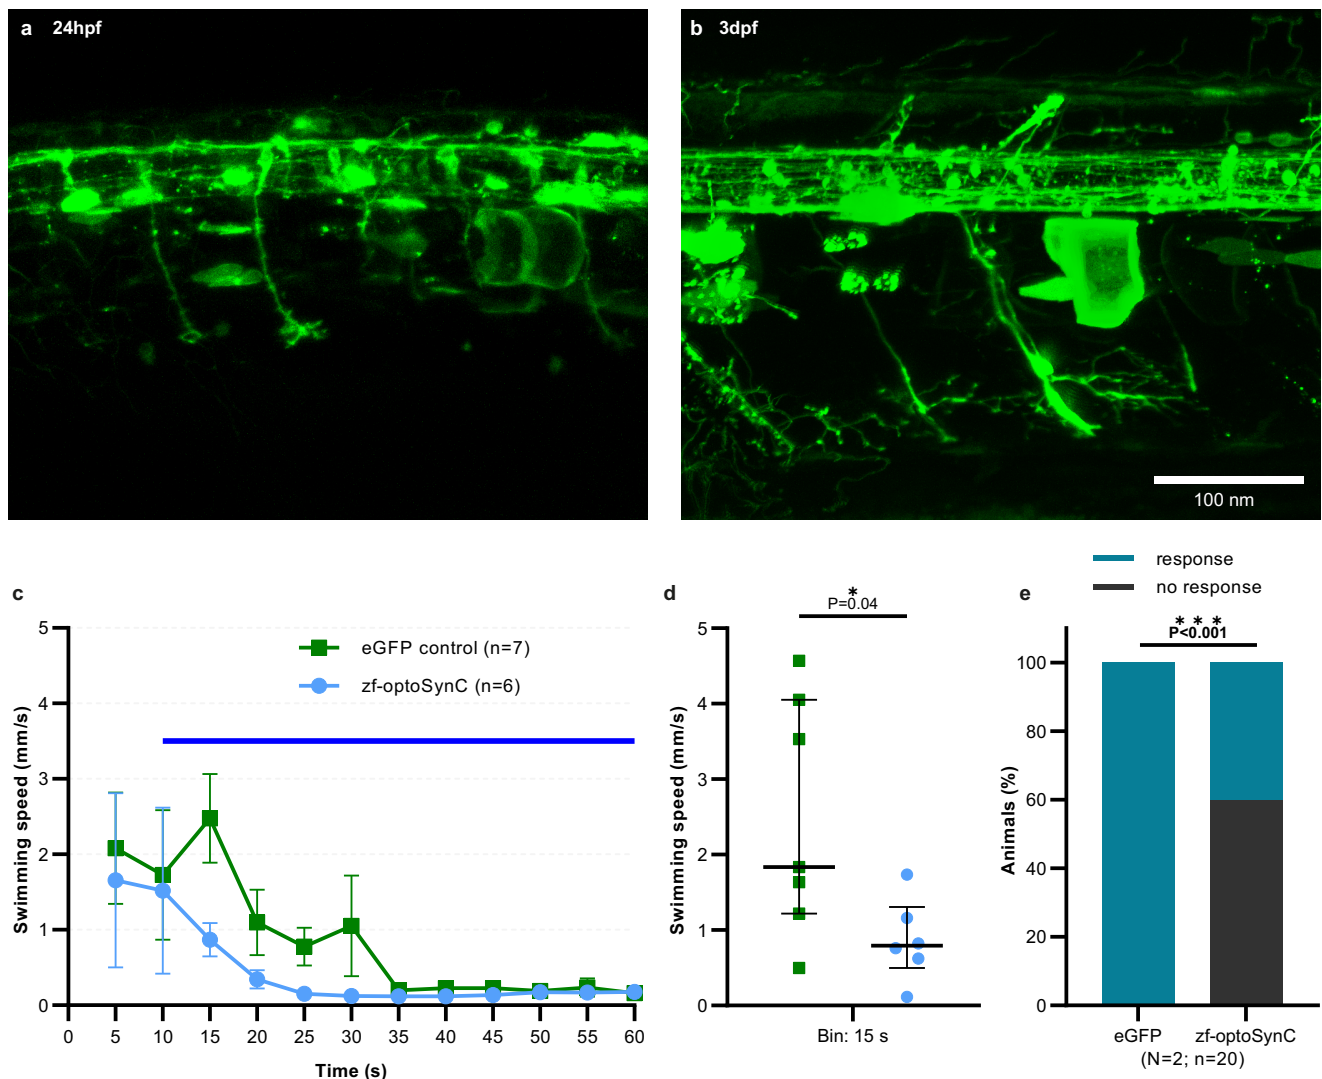 a 24hpf
b 3dpf
100 nm
c
eGFP control (n=7)
zf-optoSynC (n=6)
Swimming speed (mm/s)
5
4
3
2
1
0
0 5 10 15 20 25 30 35 40 45 50 55 60
Time (s)
d
*
P=0.04
Swimming speed (mm/s)
5
4
3
2
1
0
Bin: 15 s
response
no response
e
* * *
P<0.001
Animals (%)
100
80
60
40
20
0
eGFP zf-optoSynC
(N=2; n=20)